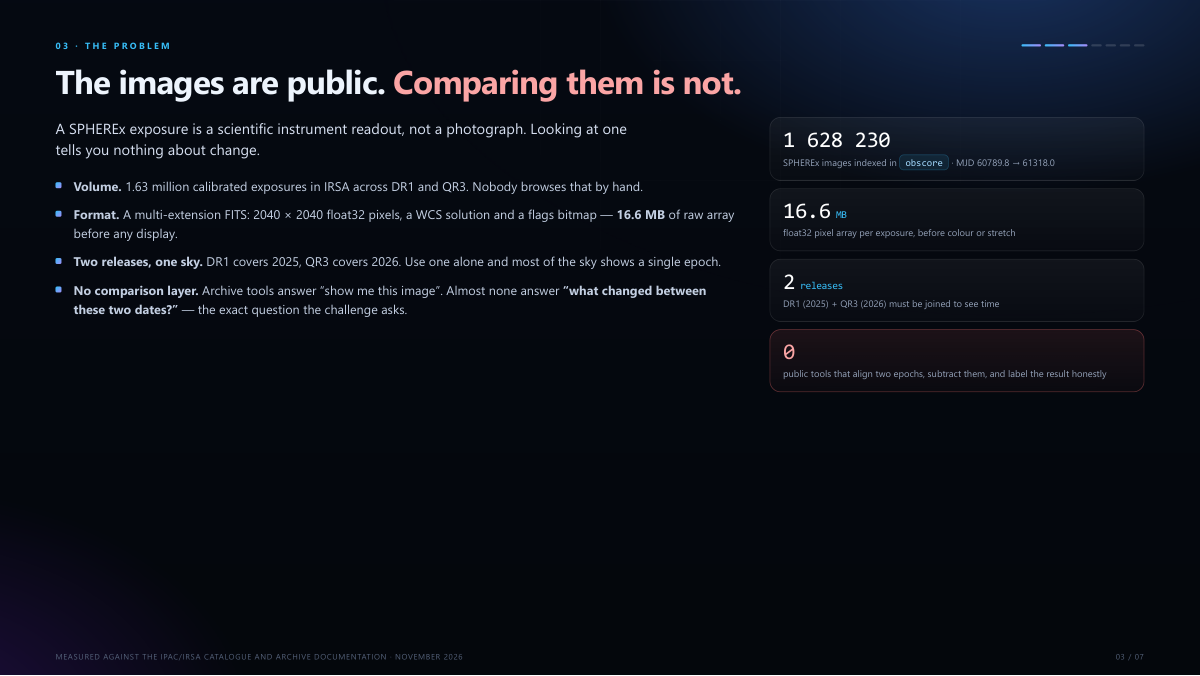 03 · THE PROBLEM
The images are public. Comparing them is not.
A SPHEREx exposure is a scientific instrument readout, not a photograph. Looking at one
tells you nothing about change.
Volume. 1.63 million calibrated exposures in IRSA across DR1 and QR3. Nobody browses that by hand.
Format. A multi-extension FITS: 2040 × 2040 float32 pixels, a WCS solution and a flags bitmap — 16.6 MB of raw array
before any display.
Two releases, one sky. DR1 covers 2025, QR3 covers 2026. Use one alone and most of the sky shows a single epoch.
No comparison layer. Archive tools answer “show me this image”. Almost none answer “what changed between
these two dates?” — the exact question the challenge asks.
1 628 230
SPHEREx images indexed in obscore · MJD 60789.8 → 61318.0
16.6 MB
float32 pixel array per exposure, before colour or stretch
2 releases
DR1 (2025) + QR3 (2026) must be joined to see time
0
public tools that align two epochs, subtract them, and label the result honestly
MEASURED AGAINST THE IPAC/IRSA CATALOGUE AND ARCHIVE DOCUMENTATION · NOVEMBER 2026
03 / 07